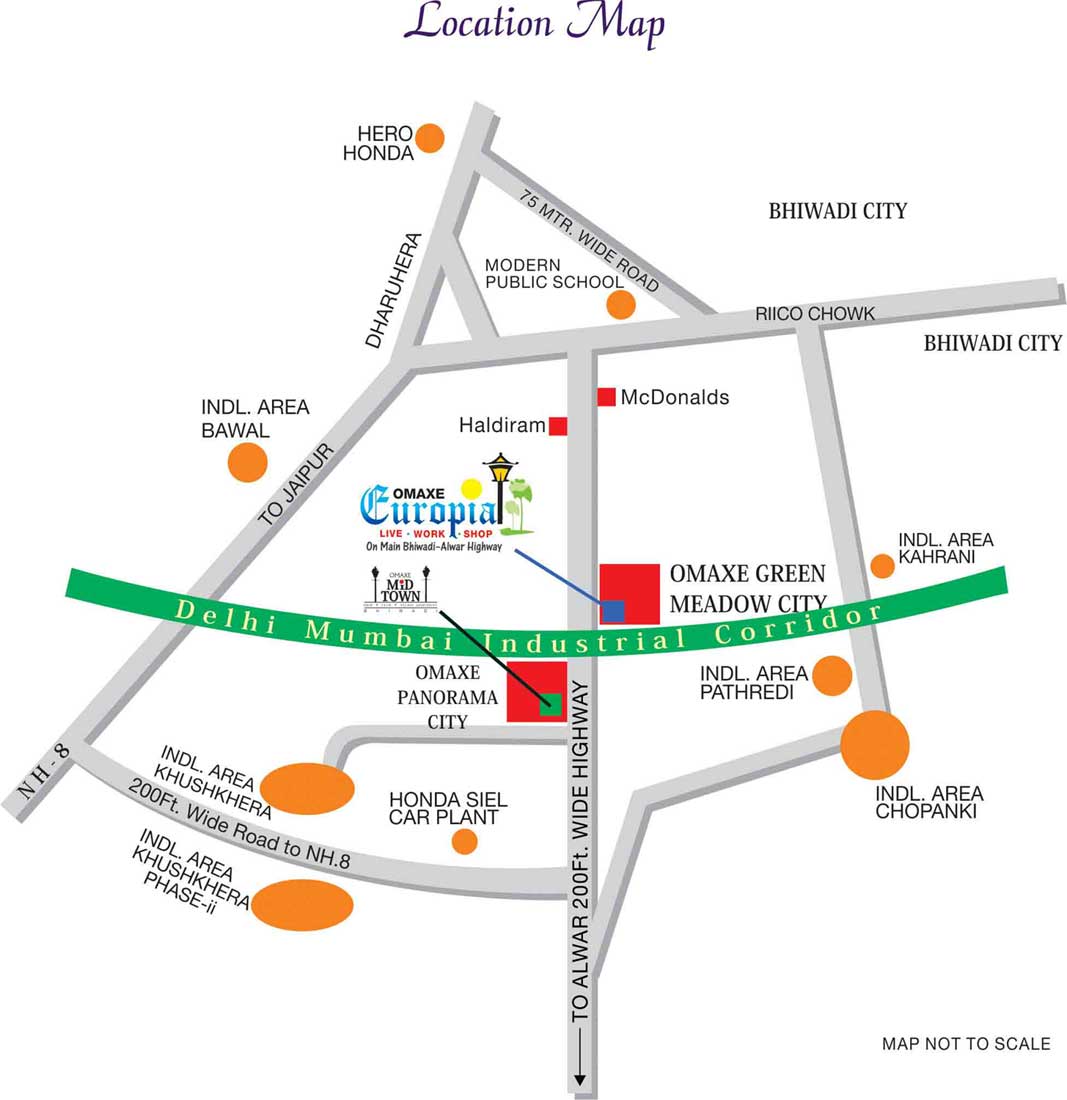 Location Map
HERO
HONDA
75 MTR. WIDE ROAD
BHIWADI CITY
DHARUHERA
MODERN
PUBLIC SCHOOL
RIICO CHOWK
BHIWADI CITY
McDonalds
Haldiram
INDL. AREA
BAWAL
TO JAIPUR
OMAXE
Europia
LIVE · WORK · SHOP
On Main Bhiwadi-Alwar Highway
INDL. AREA
KAHRANI
OMAXE GREEN
MEADOW CITY
OMAXE
MiD
TOWN
Delhi Mumbai Industrial Corridor
OMAXE
PANORAMA
CITY
INDL. AREA
PATHREDI
NH-8
INDL. AREA
KHUSHKHERA
200Ft. Wide Road to NH.8
HONDA SIEL
CAR PLANT
TO ALWAR 200Ft. WIDE HIGHWAY
INDL. AREA
CHOPANKI
INDL. AREA
KHUSHKHERA
PHASE-ii
MAP NOT TO SCALE